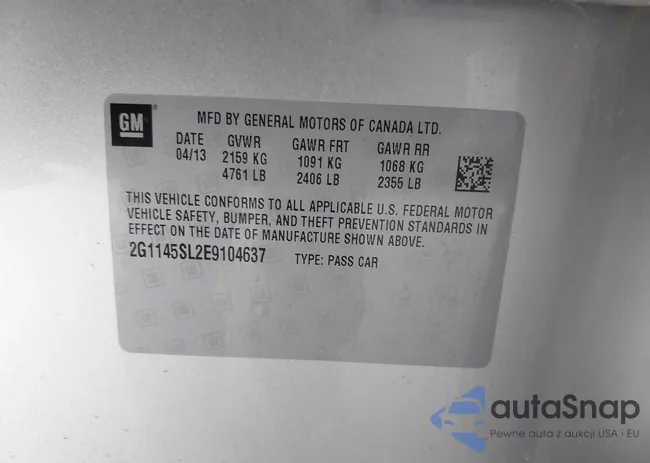 GM
MFD BY GENERAL MOTORS OF CANADA LTD.
DATE GVWR GAWR FRT GAWR RR
04/13 2159 KG 1091 KG 1068 KG
4761 LB 2406 LB 2355 LB
THIS VEHICLE CONFORMS TO ALL APPLICABLE U.S. FEDERAL MOTOR
VEHICLE SAFETY, BUMPER, AND THEFT PREVENTION STANDARDS IN
EFFECT ON THE DATE OF MANUFACTURE SHOWN ABOVE.
2G1145SL2E9104637 TYPE: PASS CAR
autaSnap
Pewne auta z aukcji USA i EU